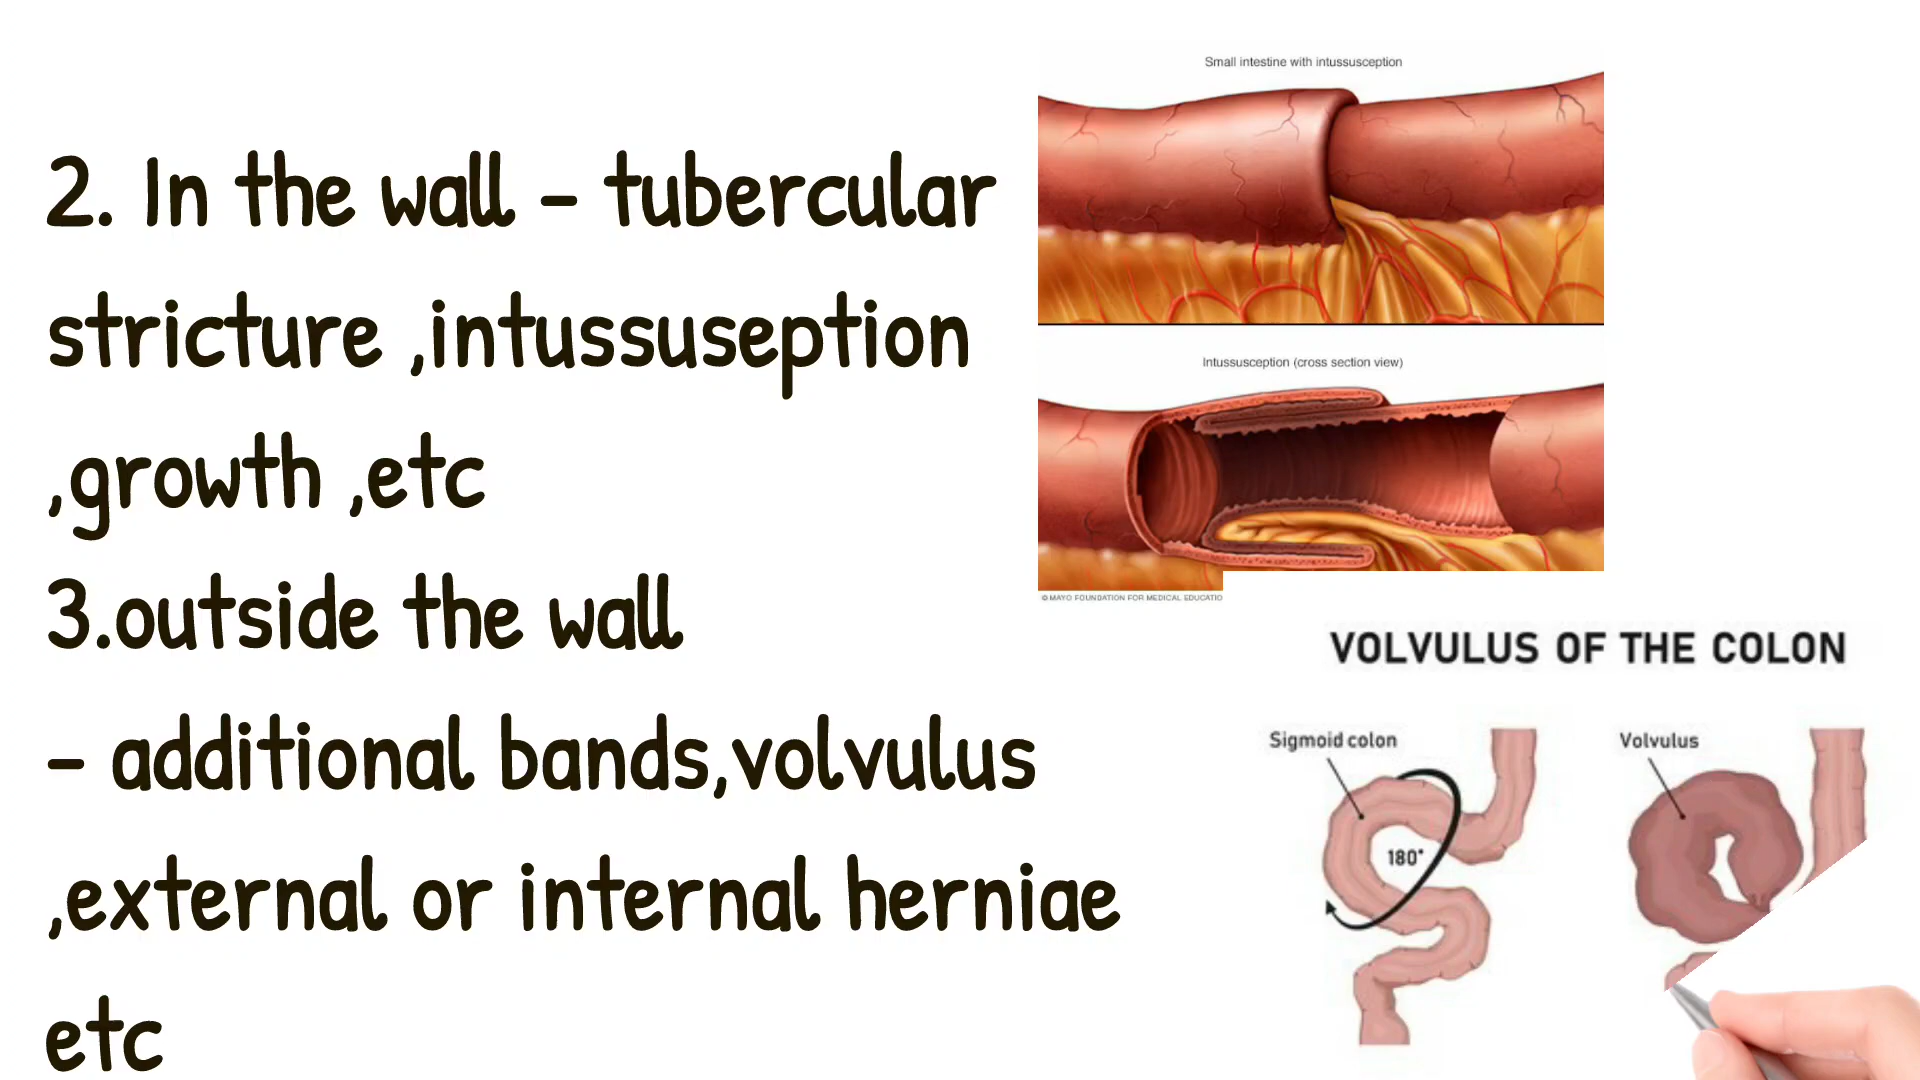 2. In the wall - tubercular
stricture ,intussuseption
,growth ,etc
3.outside the wall
- additional bands,volvulus
,external or internal herniae
etc
Small intestine with intussusception
Intussusception (cross section view)
© MAYO FOUNDATION FOR MEDICAL EDUCATIO
VOLVULUS OF THE COLON
Sigmoid colon
180°
Volvulus